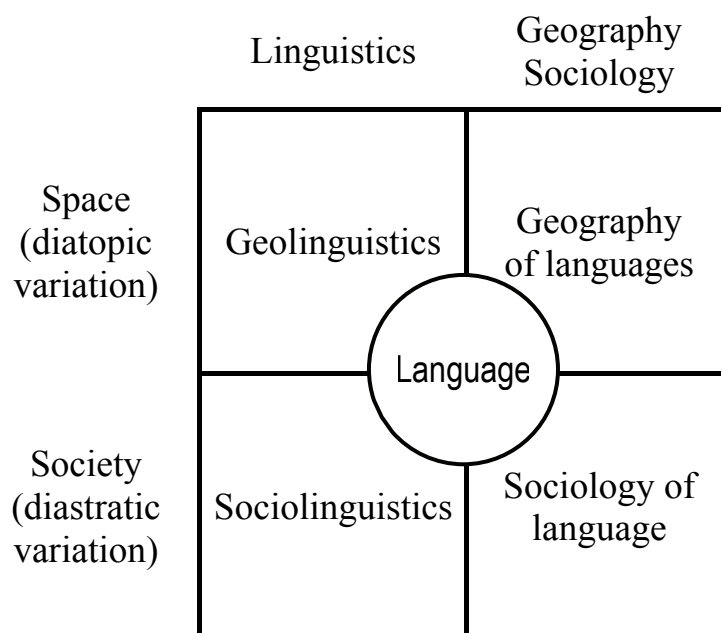 Linguistics
Geography
Sociology
Space
(diatopic
variation)
Geolinguistics
Geography
of languages
Language
Society
(diastratic
variation)
Sociolinguistics
Sociology of
language